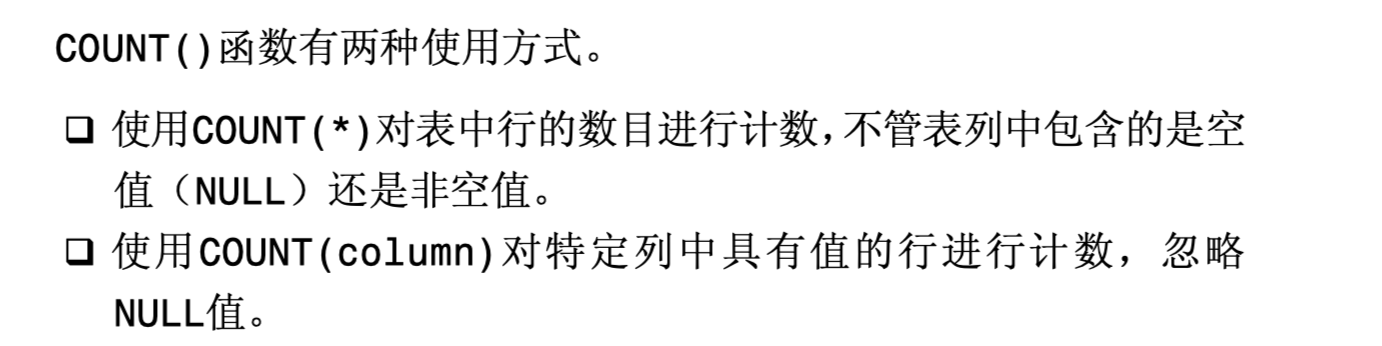 COUNT()函数有两种使用方式。
❑ 使用COUNT(*)对表中行的数目进行计数，不管表列中包含的是空
值（NULL）还是非空值。
❑ 使用COUNT(column)对特定列中具有值的行进行计数，忽略
NULL值。